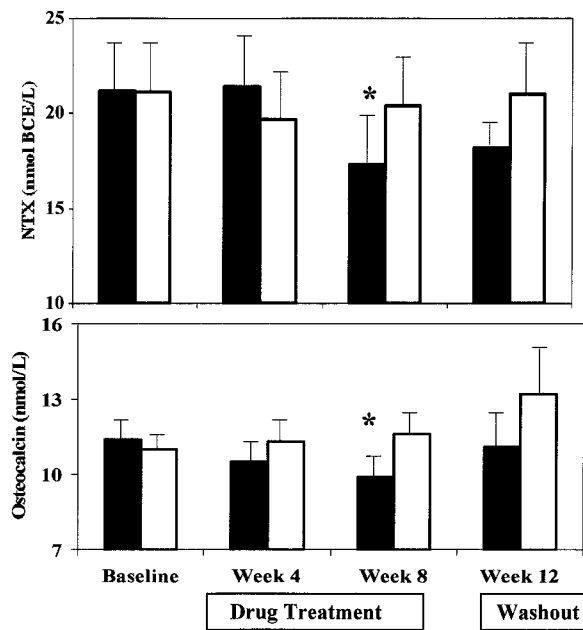 25
20
15
10
NTX (nmol BCE/L)
*
16
13
10
7
Osteocalcin (nmol/L)
*
Baseline Week 4 Week 8 Week 12
Drug Treatment Washout